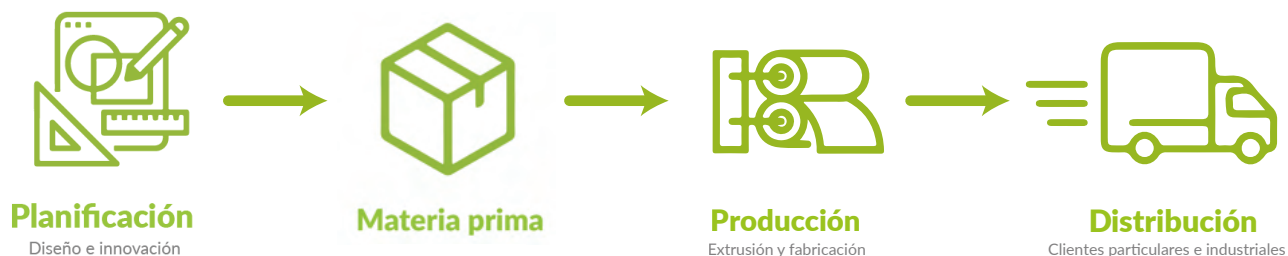 Planificación
Diseño e innovación
Materia prima
Producción
Extrusión y fabricación
Distribución
Clientes particulares e industriales